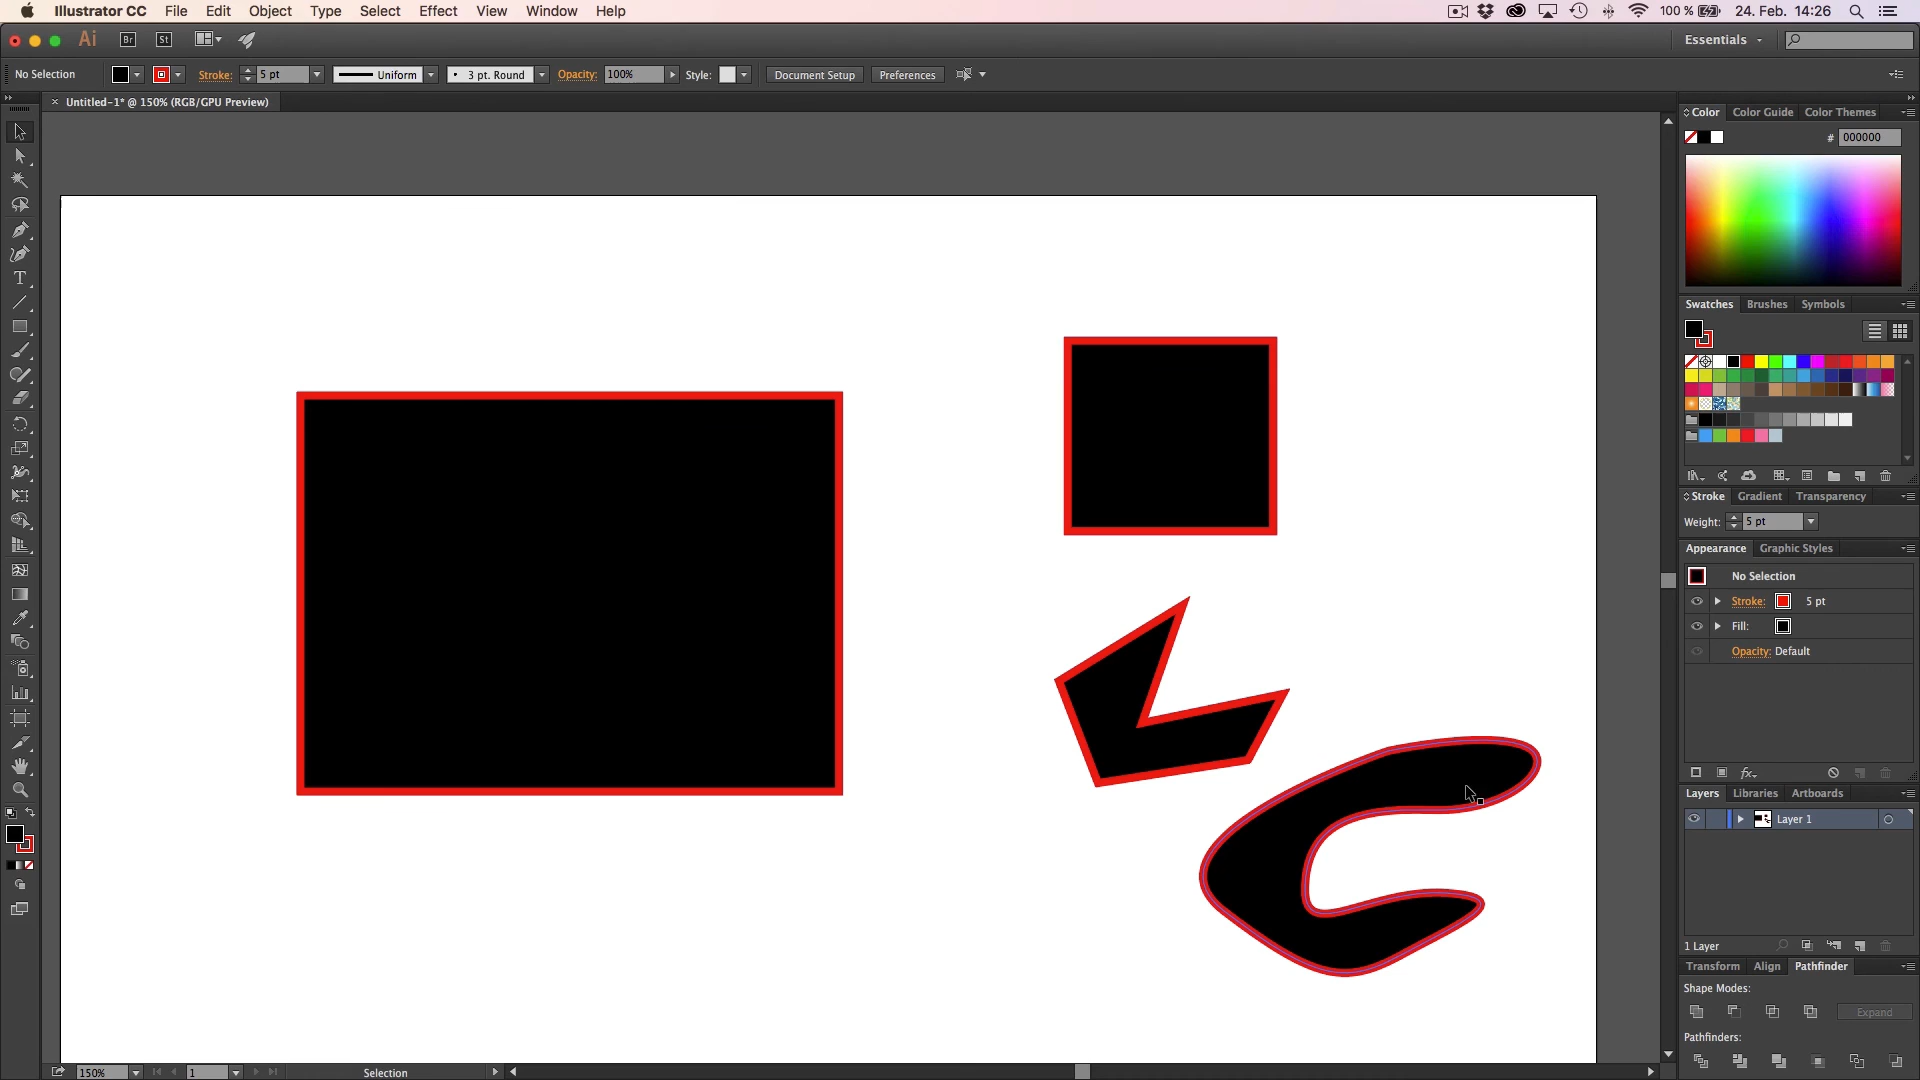 Illustrator CC File Edit Object Type Select Effect View Window Help 100 % 24. Feb. 14:26
Ai Br St Essentials
No Selection Stroke: 5 pt Uniform 3 pt. Round Opacity: 100% Style: Document Setup Preferences
Untitled-1* @ 150% (RGB/GPU Preview)
Color Color Guide Color Themes
# 000000
Swatches Brushes Symbols
Stroke Gradient Transparency
Weight: 5 pt
Appearance Graphic Styles
No Selection
Stroke: 5 pt
Fill:
Opacity: Default
fx
Layers Libraries Artboards
Layer 1
1 Layer
Transform Align Pathfinder
Shape Modes:
Expand
Pathfinders:
150% 1 Selection